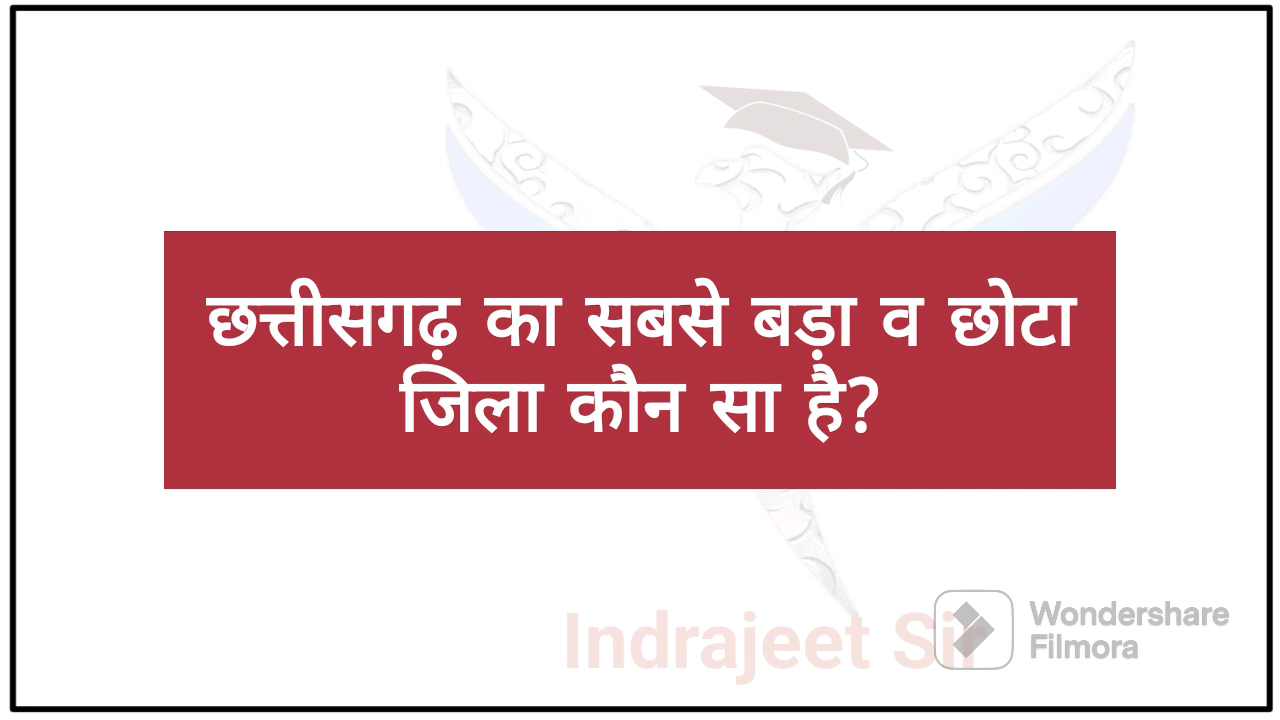 छत्तीसगढ़ का सबसे बड़ा व छोटा
जिला कौन सा है?
Indrajeet Sir
Wondershare
Filmora